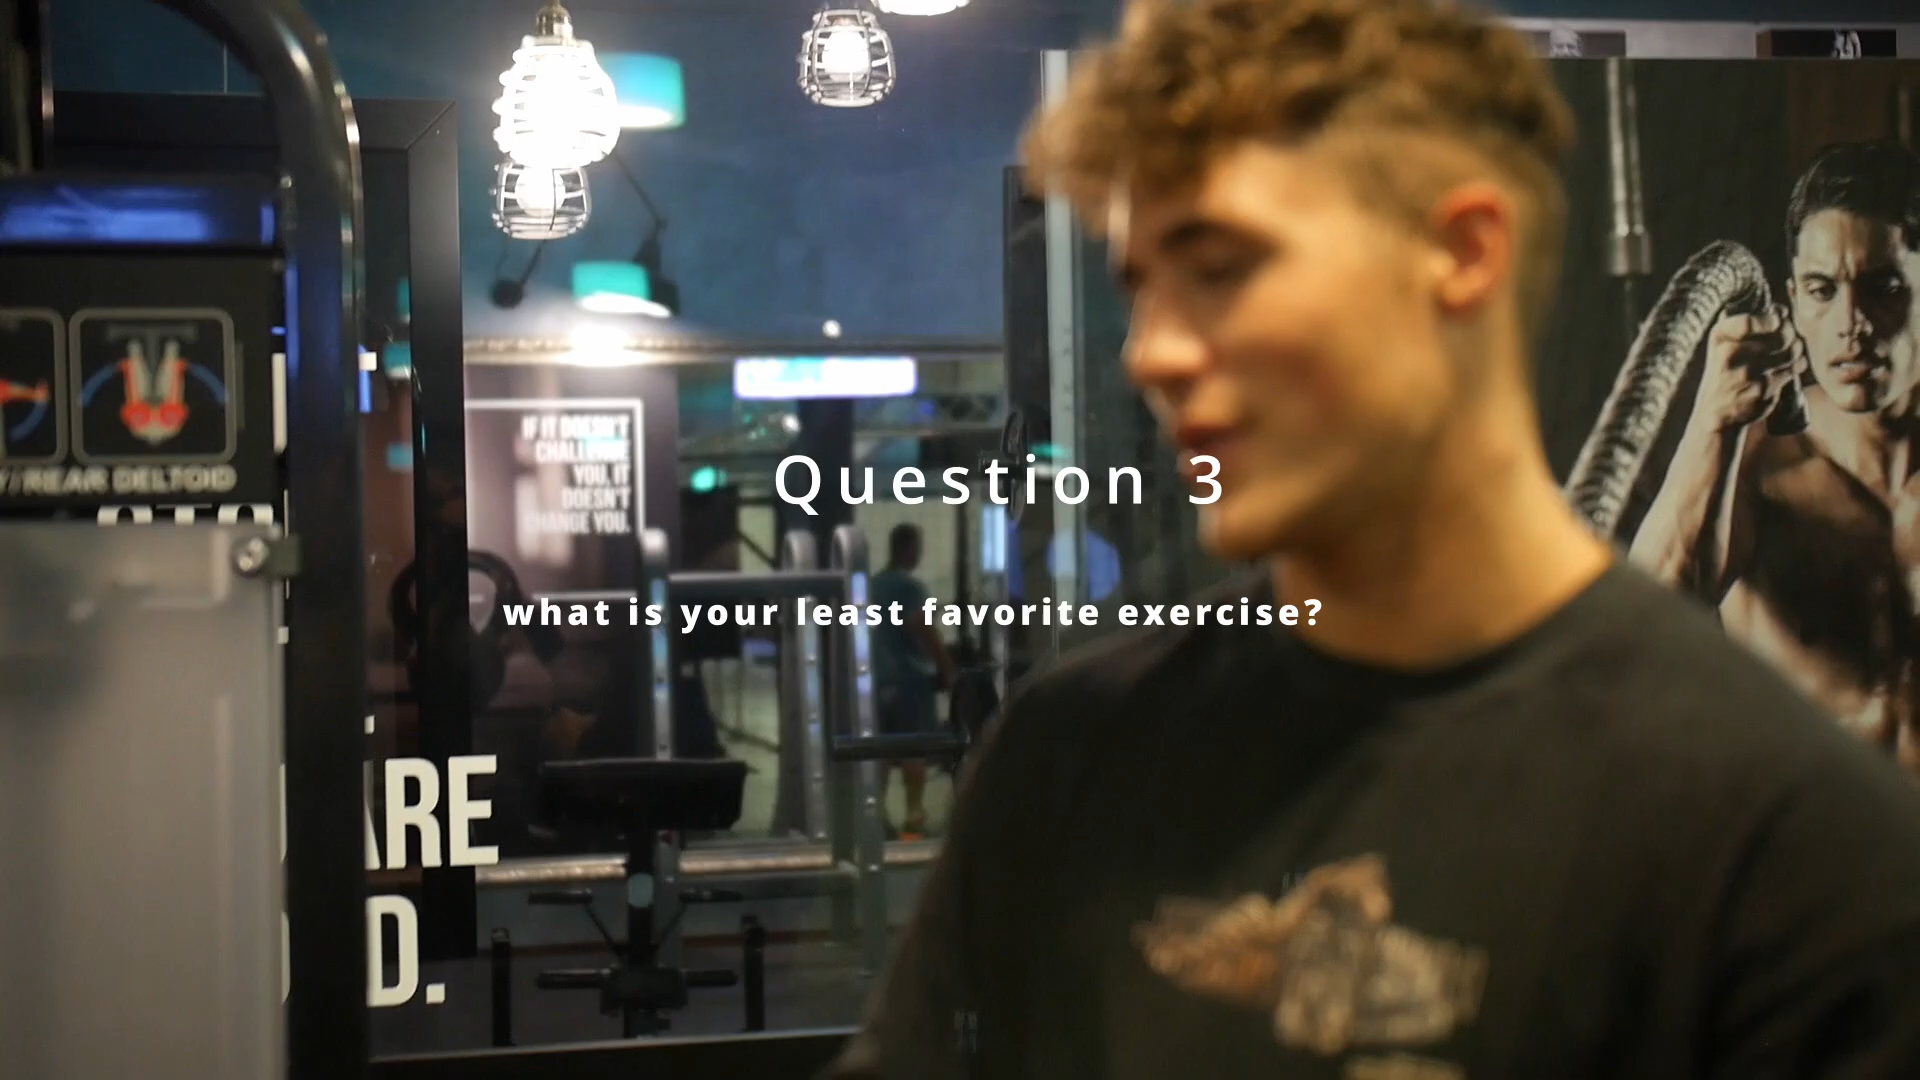 Y/REAR DELTOID
IF IT DOESN'T
CHALLENGE
YOU, IT
DOESN'T
CHANGE YOU.
Question 3
what is your least favorite exercise?
ARE
D.